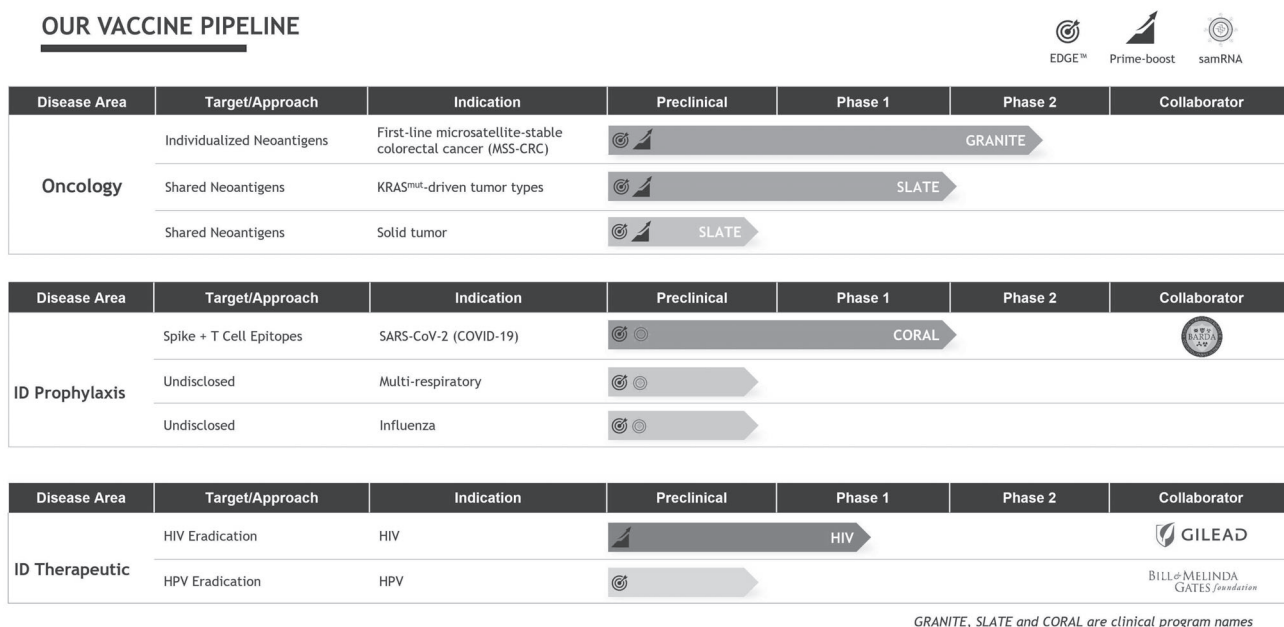 OUR VACCINE PIPELINE
EDGE™ Prime-boost samRNA
Disease Area Target/Approach Indication Preclinical Phase 1 Phase 2 Collaborator
Oncology
Individualized Neoantigens First-line microsatellite-stable
colorectal cancer (MSS-CRC) GRANITE
Shared Neoantigens KRASmut-driven tumor types SLATE
Shared Neoantigens Solid tumor SLATE
Disease Area Target/Approach Indication Preclinical Phase 1 Phase 2 Collaborator
ID Prophylaxis
Spike + T Cell Epitopes SARS-CoV-2 (COVID-19) CORAL BARDA
Undisclosed Multi-respiratory
Undisclosed Influenza
Disease Area Target/Approach Indication Preclinical Phase 1 Phase 2 Collaborator
ID Therapeutic
HIV Eradication HIV HIV GILEAD
HPV Eradication HPV BILL & MELINDA
GATES foundation
GRANITE, SLATE and CORAL are clinical program names